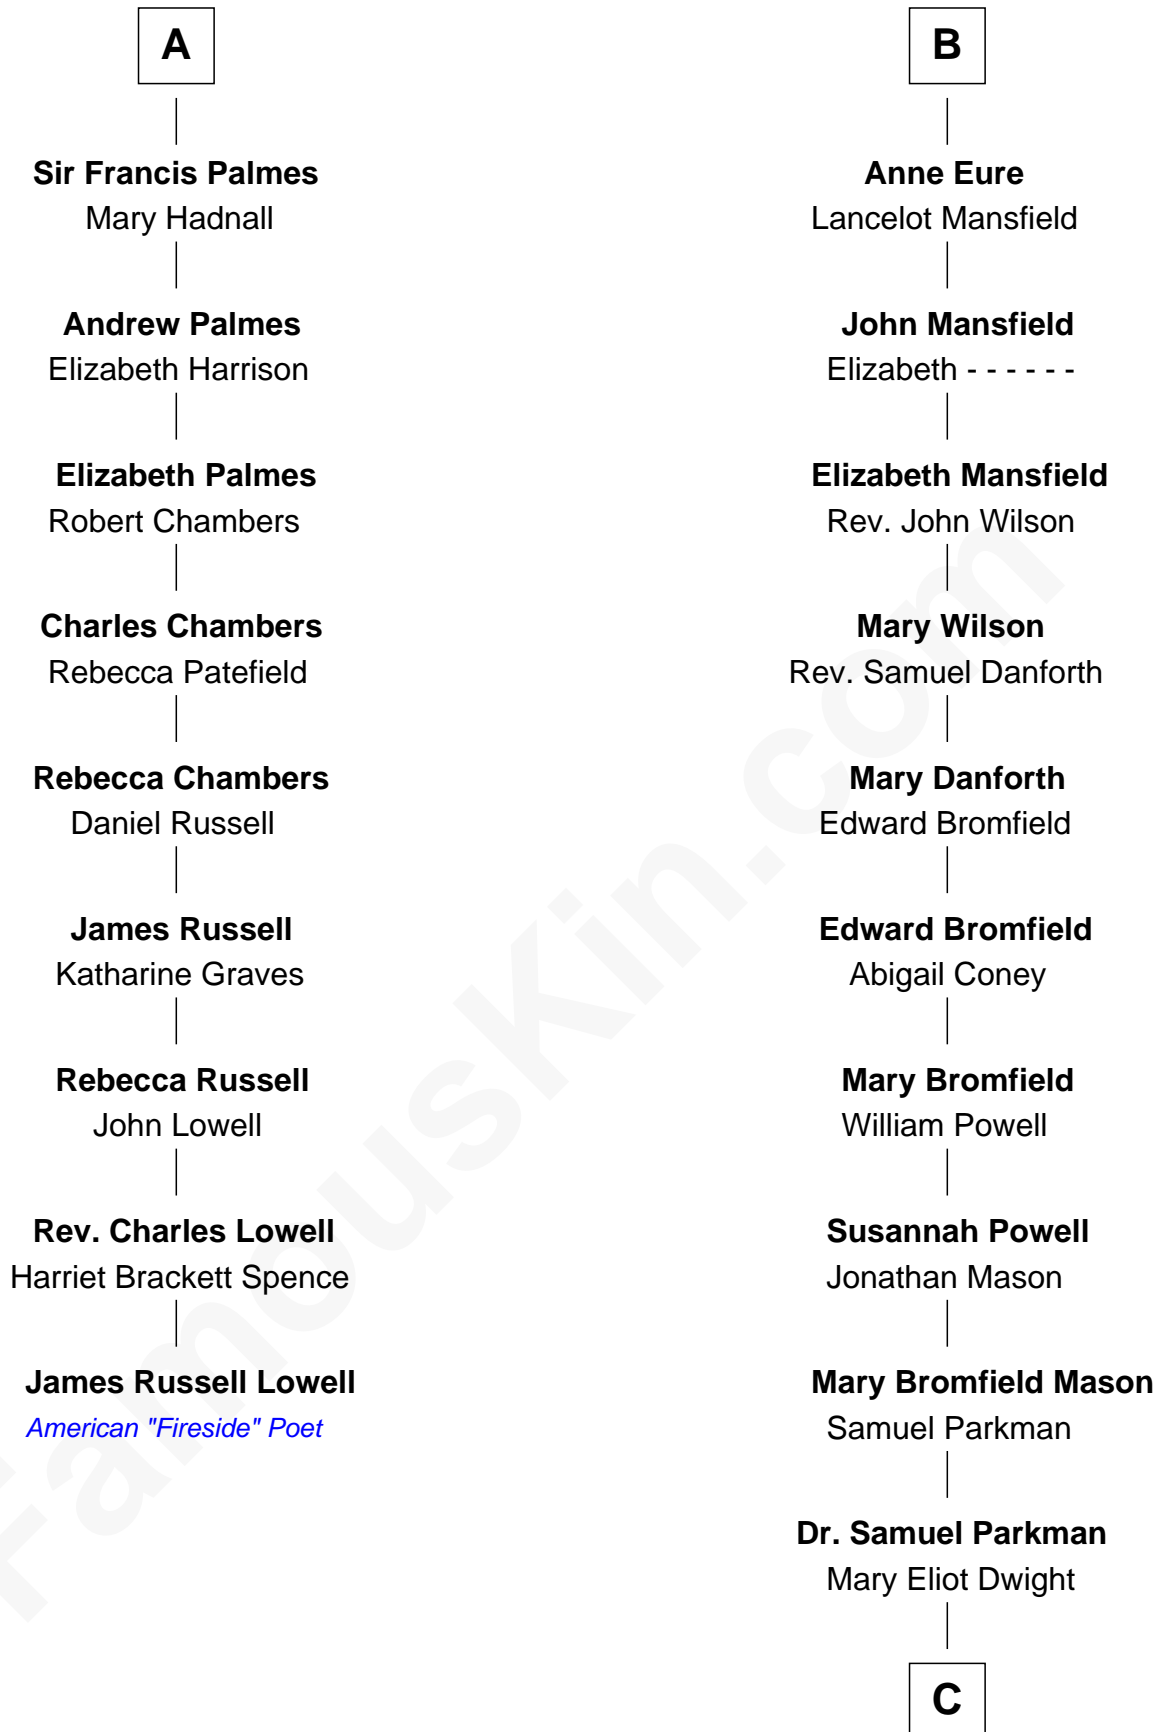 A
Sir Francis Palmes
Mary Hadnall
Andrew Palmes
Elizabeth Harrison
Elizabeth Palmes
Robert Chambers
Charles Chambers
Rebecca Patefield
Rebecca Chambers
Daniel Russell
James Russell
Katharine Graves
Rebecca Russell
John Lowell
Rev. Charles Lowell
Harriet Brackett Spence
James Russell Lowell
American "Fireside" Poet
B
Anne Eure
Lancelot Mansfield
John Mansfield
Elizabeth - - - - - -
Elizabeth Mansfield
Rev. John Wilson
Mary Wilson
Rev. Samuel Danforth
Mary Danforth
Edward Bromfield
Edward Bromfield
Abigail Coney
Mary Bromfield
William Powell
Susannah Powell
Jonathan Mason
Mary Bromfield Mason
Samuel Parkman
Dr. Samuel Parkman
Mary Eliot Dwight
C
FamousKin.com